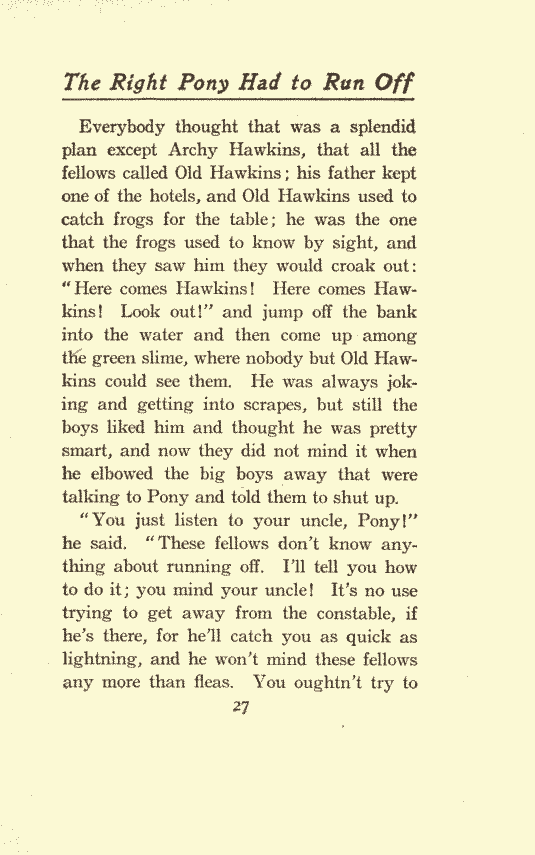 The Right Pony Had to Run Off
Everybody thought that was a splendid
plan except Archy Hawkins, that all the
fellows called Old Hawkins; his father kept
one of the hotels, and Old Hawkins used to
catch frogs for the table; he was the one
that the frogs used to know by sight, and
when they saw him they would croak out:
"Here comes Hawkins! Here comes Haw-
kins! Look out!" and jump off the bank
into the water and then come up among
the green slime, where nobody but Old Haw-
kins could see them. He was always jok-
ing and getting into scrapes, but still the
boys liked him and thought he was pretty
smart, and now they did not mind it when
he elbowed the big boys away that were
talking to Pony and told them to shut up.
"You just listen to your uncle, Pony!"
he said. "These fellows don't know any-
thing about running off. I'll tell you how
to do it; you mind your uncle! It's no use
trying to get away from the constable, if
he's there, for he'll catch you as quick as
lightning, and he won't mind these fellows
any more than fleas. You oughtn't try to
27